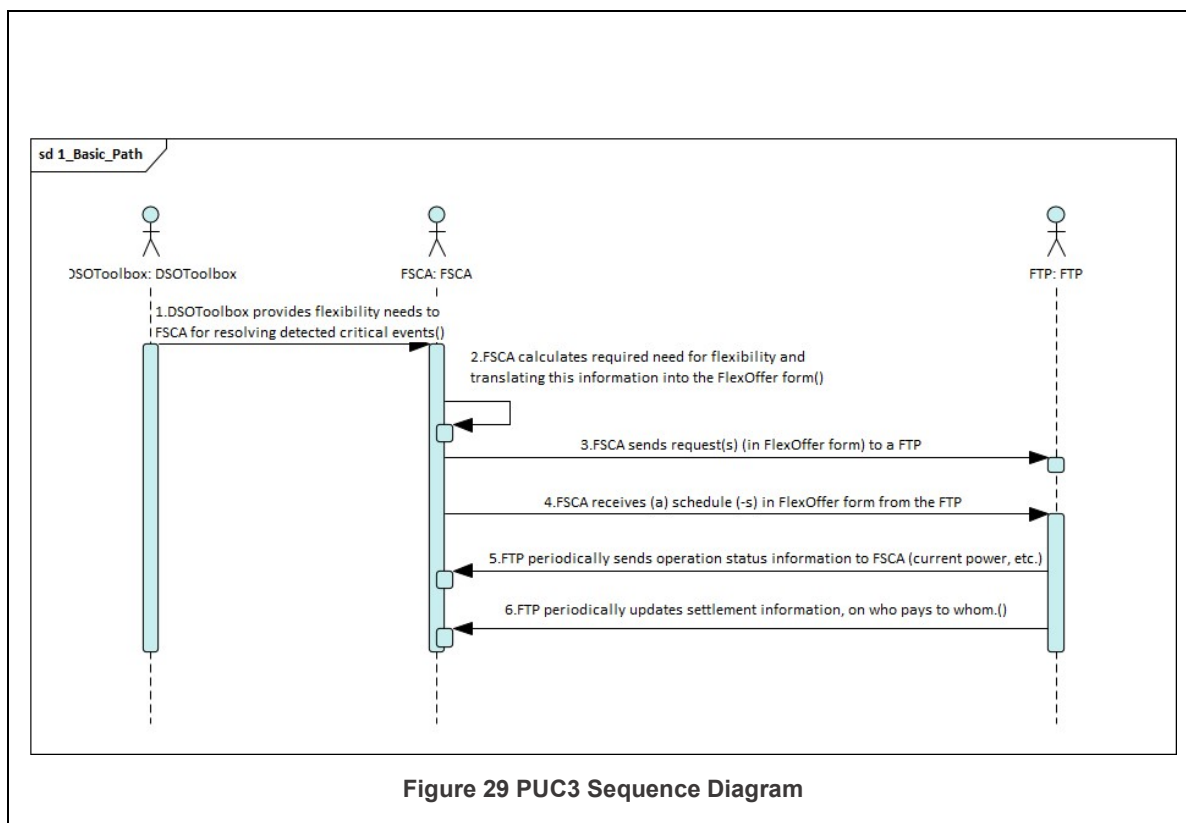 sd 1_Basic_Path
DSOToolbox: DSOToolbox
FSCA: FSCA
FTP: FTP
1.DSOToolbox provides flexibility needs to
FSCA for resolving detected critical events()
2.FSCA calculates required need for flexibility and
translating this information into the FlexOffer form()
3.FSCA sends request(s) (in FlexOffer form) to a FTP
4.FSCA receives (a) schedule (-s) in FlexOffer form from the FTP
5.FTP periodically sends operation status information to FSCA (current power, etc.)
6.FTP periodically updates settlement information, on who pays to whom.()
Figure 29 PUC3 Sequence Diagram